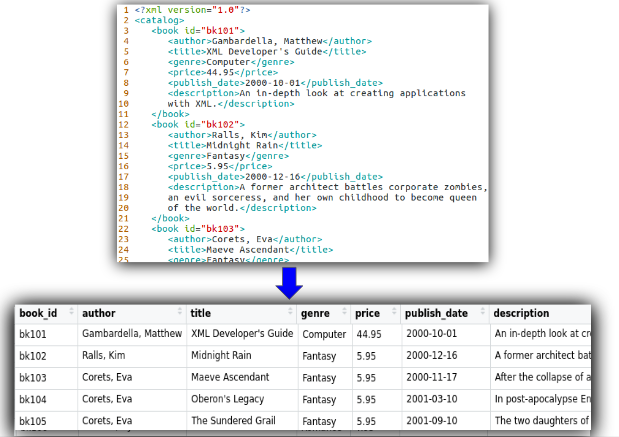 1 <?xml version="1.0"?>
2 <catalog>
3 <book id="bk101">
4 <author>Gambardella, Matthew</author>
5 <title>XML Developer's Guide</title>
6 <genre>Computer</genre>
7 <price>44.95</price>
8 <publish_date>2000-10-01</publish_date>
9 <description>An in-depth look at creating applications
10 with XML.</description>
11 </book>
12 <book id="bk102">
13 <author>Ralls, Kim</author>
14 <title>Midnight Rain</title>
15 <genre>Fantasy</genre>
16 <price>5.95</price>
17 <publish_date>2000-12-16</publish_date>
18 <description>A former architect battles corporate zombies,
19 an evil sorceress, and her own childhood to become queen
20 of the world.</description>
21 </book>
22 <book id="bk103">
23 <author>Corets, Eva</author>
24 <title>Maeve Ascendant</title>
25 <genre>Fantasy</genre>
book_id author title genre price publish_date description
bk101 Gambardella, Matthew XML Developer's Guide Computer 44.95 2000-10-01 An in-depth look at cr
bk102 Ralls, Kim Midnight Rain Fantasy 5.95 2000-12-16 A former architect bat
bk103 Corets, Eva Maeve Ascendant Fantasy 5.95 2000-11-17 After the collapse of a
bk104 Corets, Eva Oberon's Legacy Fantasy 5.95 2001-03-10 In post-apocalypse En
bk105 Corets, Eva The Sundered Grail Fantasy 5.95 2001-09-10 The two daughters of